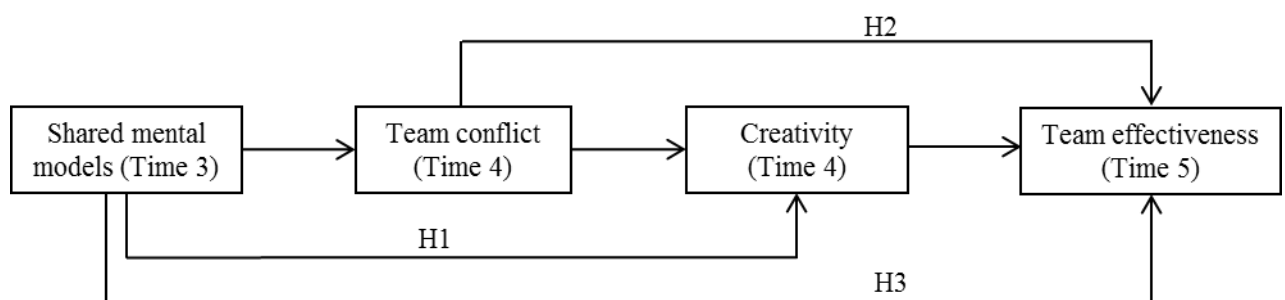 H2
Shared mental
models (Time 3)
Team conflict
(Time 4)
Creativity
(Time 4)
Team effectiveness
(Time 5)
H1
H3